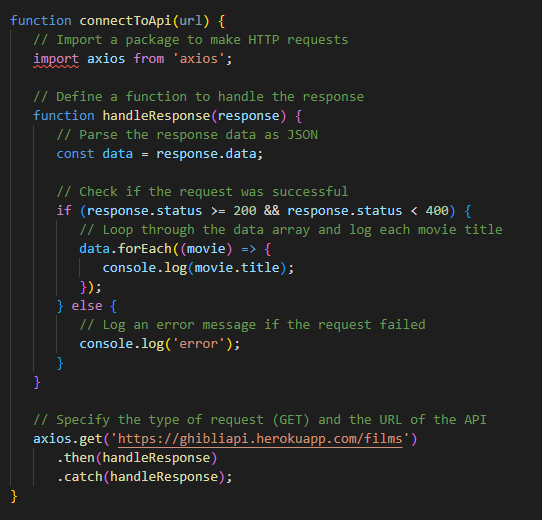 function connectToApi(url) {
// Import a package to make HTTP requests
import axios from 'axios';
// Define a function to handle the response
function handleResponse(response) {
// Parse the response data as JSON
const data = response.data;
// Check if the request was successful
if (response.status >= 200 && response.status < 400) {
// Loop through the data array and log each movie title
data.forEach((movie) => {
console.log(movie.title);
});
} else {
// Log an error message if the request failed
console.log('error');
}
}
// Specify the type of request (GET) and the URL of the API
axios.get('https://ghibliapi.herokuapp.com/films')
.then(handleResponse)
.catch(handleResponse);
}